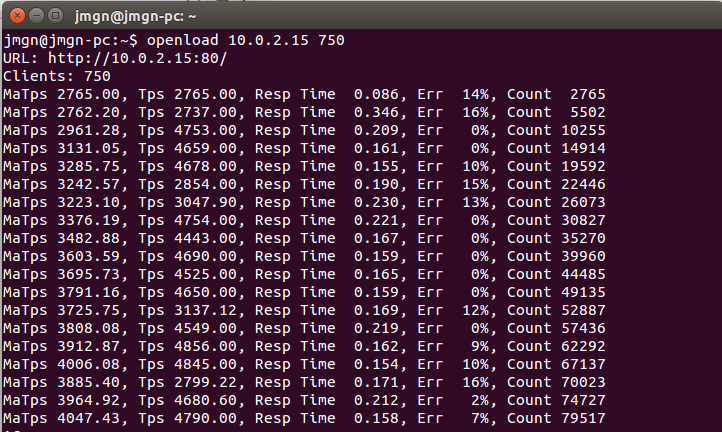 jmgn@jmgn-pc: ~
jmgn@jmgn-pc:~$ openload 10.0.2.15 750
URL: http://10.0.2.15:80/
Clients: 750
MaTps 2765.00, Tps 2765.00, Resp Time  0.086, Err  14%, Count  2765
MaTps 2762.20, Tps 2737.00, Resp Time  0.346, Err  16%, Count  5502
MaTps 2961.28, Tps 4753.00, Resp Time  0.209, Err   0%, Count 10255
MaTps 3131.05, Tps 4659.00, Resp Time  0.161, Err   0%, Count 14914
MaTps 3285.75, Tps 4678.00, Resp Time  0.155, Err  10%, Count 19592
MaTps 3242.57, Tps 2854.00, Resp Time  0.190, Err  15%, Count 22446
MaTps 3223.10, Tps 3047.90, Resp Time  0.230, Err  13%, Count 26073
MaTps 3376.19, Tps 4754.00, Resp Time  0.221, Err   0%, Count 30827
MaTps 3482.88, Tps 4443.00, Resp Time  0.167, Err   0%, Count 35270
MaTps 3603.59, Tps 4690.00, Resp Time  0.159, Err   0%, Count 39960
MaTps 3695.73, Tps 4525.00, Resp Time  0.165, Err   0%, Count 44485
MaTps 3791.16, Tps 4650.00, Resp Time  0.159, Err   0%, Count 49135
MaTps 3725.75, Tps 3137.12, Resp Time  0.169, Err  12%, Count 52887
MaTps 3808.08, Tps 4549.00, Resp Time  0.219, Err   0%, Count 57436
MaTps 3912.87, Tps 4856.00, Resp Time  0.162, Err   9%, Count 62292
MaTps 4006.08, Tps 4845.00, Resp Time  0.154, Err  10%, Count 67137
MaTps 3885.40, Tps 2799.22, Resp Time  0.171, Err  16%, Count 70023
MaTps 3964.92, Tps 4680.60, Resp Time  0.212, Err   2%, Count 74727
MaTps 4047.43, Tps 4790.00, Resp Time  0.158, Err   7%, Count 79517